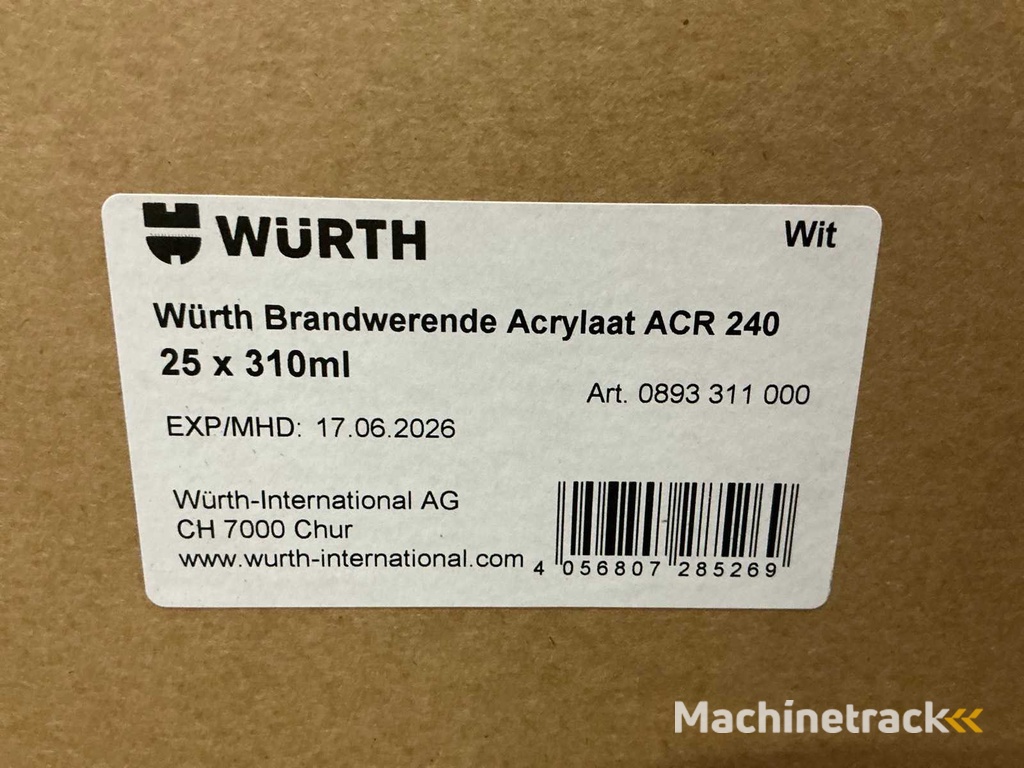 WÜRTH
Wit
Würth Brandwerende Acrylaat ACR 240
25 x 310ml
Art. 0893 311 000
EXP/MHD: 17.06.2026
Würth-International AG
CH 7000 Chur
www.wurth-international.com
4 056807 285269
Machinetrack